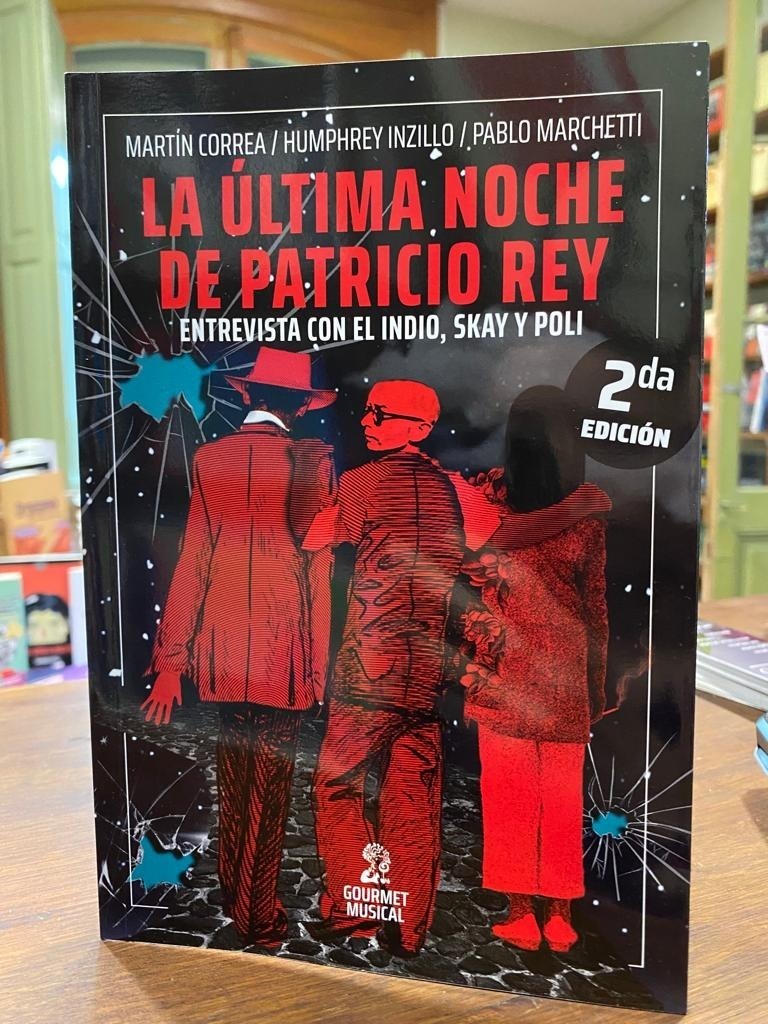 MARTÍN CORREA / HUMPHREY INZILLO / PABLO MARCHETTI
LA ÚLTIMA NOCHE
DE PATRICIO REY
ENTREVISTA CON EL INDIO, SKAY Y POLI
2da
EDICIÓN
GOURMET
MUSICAL